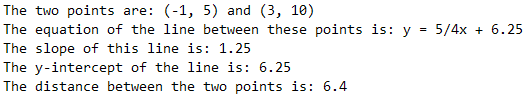 The two points are: (-1, 5) and (3, 10)
The equation of the line between these points is: y = 5/4x + 6.25
The slope of this line is: 1.25
The y-intercept of the line is: 6.25
The distance between the two points is: 6.4